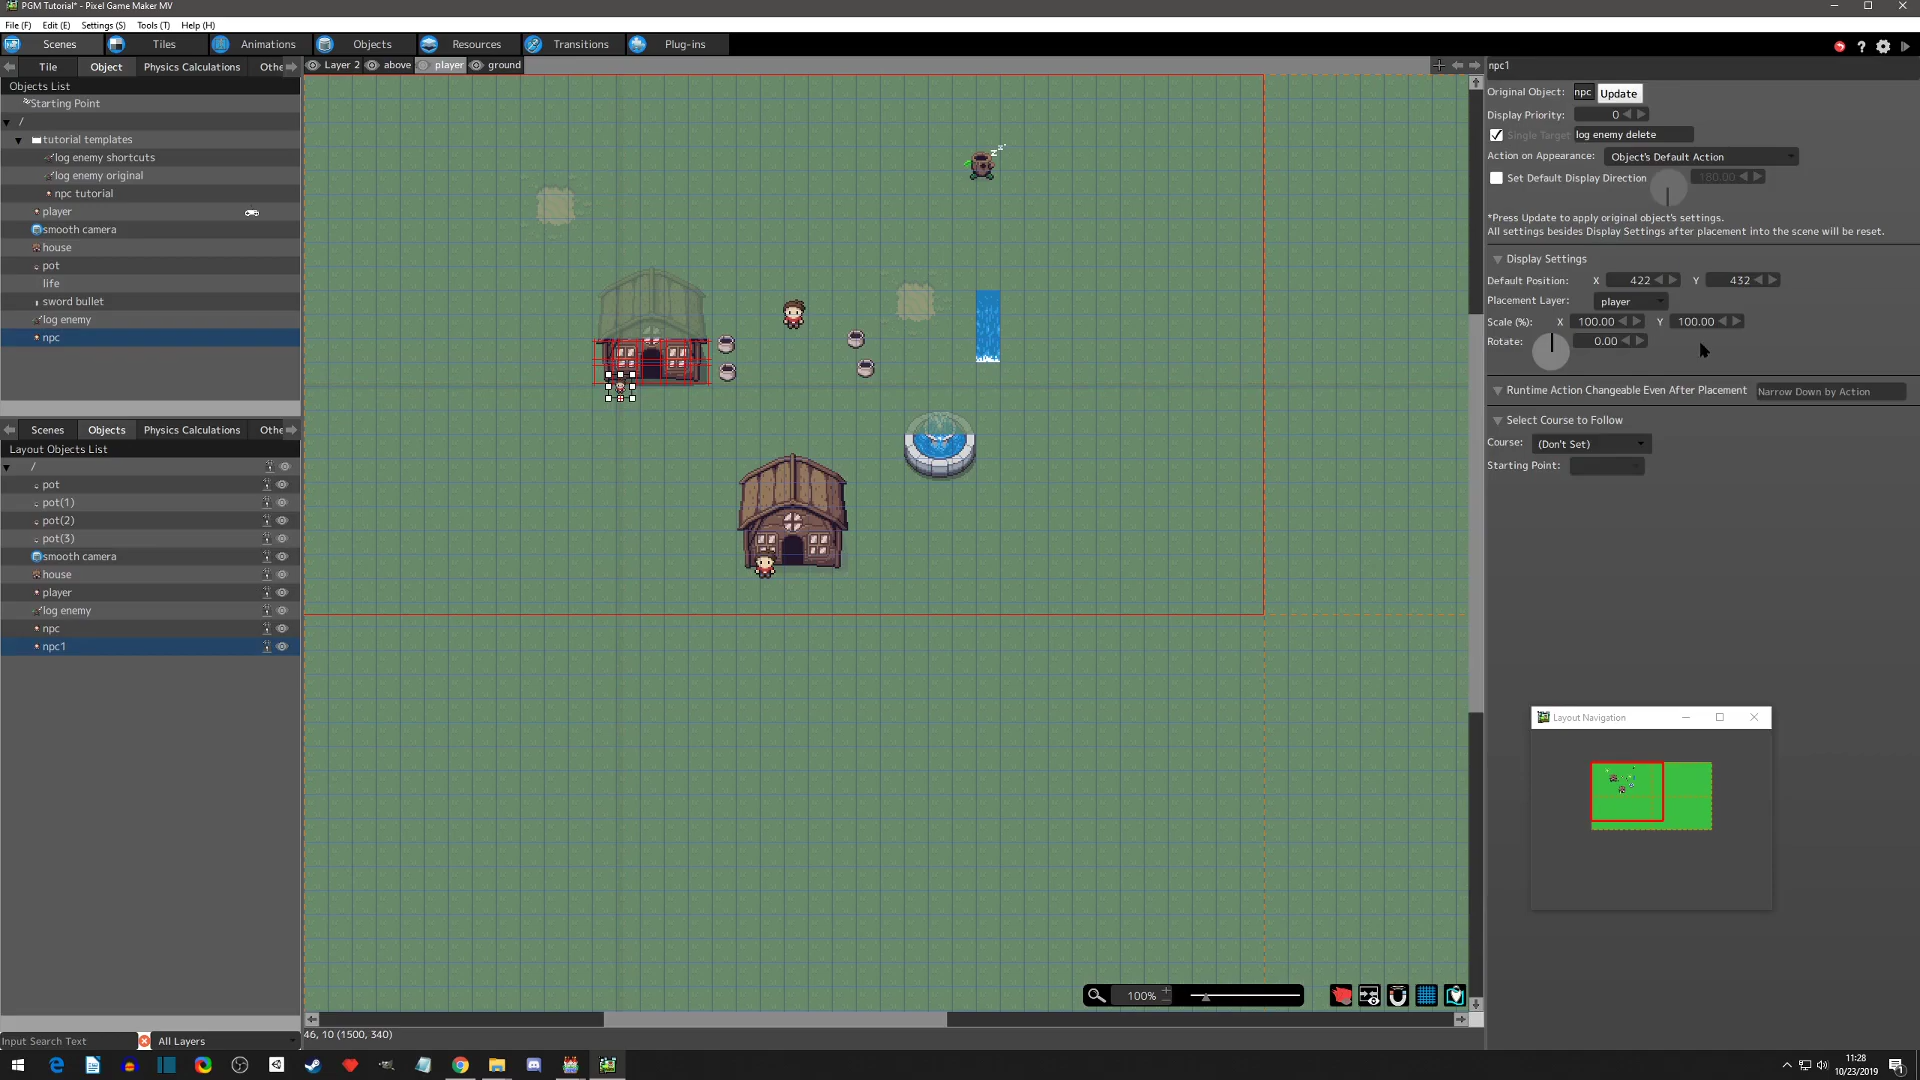 PGM Tutorial* - Pixel Game Maker MV
File (F) Edit (E) Settings (S) Tools (T) Help (H)
Scenes Tiles Animations Objects Resources Transitions Plug-ins
Tile Object Physics Calculations Othe
Layer 2 above player ground
Objects List
Starting Point
/
tutorial templates
log enemy shortcuts
log enemy original
npc tutorial
player
smooth camera
house
pot
life
sword bullet
log enemy
npc
Scenes Objects Physics Calculations Othe
Layout Objects List
/
pot
pot(1)
pot(2)
pot(3)
smooth camera
house
player
log enemy
npc
npc1
Input Search Text All Layers
z z
100%
46, 10 (1500, 340)
npc1
Original Object: npc Update
Display Priority: 0
Single Target log enemy delete
Action on Appearance: Object's Default Action
Set Default Display Direction 180.00
*Press Update to apply original object's settings.
All settings besides Display Settings after placement into the scene will be reset.
Display Settings
Default Position: X 422 Y 432
Placement Layer: player
Scale (%): X 100.00 Y 100.00
Rotate: 0.00
Runtime Action Changeable Even After Placement Narrow Down by Action
Select Course to Follow
Course: (Don't Set)
Starting Point:
Layout Navigation
11:28
10/23/2019